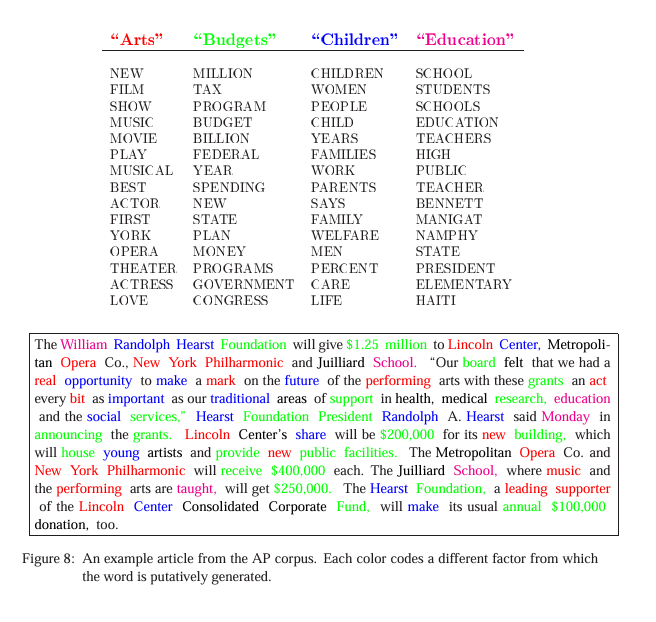 “Arts” “Budgets” “Children” “Education”
NEW MILLION CHILDREN SCHOOL
FILM TAX WOMEN STUDENTS
SHOW PROGRAM PEOPLE SCHOOLS
MUSIC BUDGET CHILD EDUCATION
MOVIE BILLION YEARS TEACHERS
PLAY FEDERAL FAMILIES HIGH
MUSICAL YEAR WORK PUBLIC
BEST SPENDING PARENTS TEACHER
ACTOR NEW SAYS BENNETT
FIRST STATE FAMILY MANIGAT
YORK PLAN WELFARE NAMPHY
OPERA MONEY MEN STATE
THEATER PROGRAMS PERCENT PRESIDENT
ACTRESS GOVERNMENT CARE ELEMENTARY
LOVE CONGRESS LIFE HAITI
The William Randolph Hearst Foundation will give $1.25 million to Lincoln Center, Metropoli-
tan Opera Co., New York Philharmonic and Juilliard School. “Our board felt that we had a
real opportunity to make a mark on the future of the performing arts with these grants an act
every bit as important as our traditional areas of support in health, medical research, education
and the social services,” Hearst Foundation President Randolph A. Hearst said Monday in
announcing the grants. Lincoln Center’s share will be $200,000 for its new building, which
will house young artists and provide new public facilities. The Metropolitan Opera Co. and
New York Philharmonic will receive $400,000 each. The Juilliard School, where music and
the performing arts are taught, will get $250,000. The Hearst Foundation, a leading supporter
of the Lincoln Center Consolidated Corporate Fund, will make its usual annual $100,000
donation, too.
Figure 8: An example article from the AP corpus. Each color codes a different factor from which
the word is putatively generated.